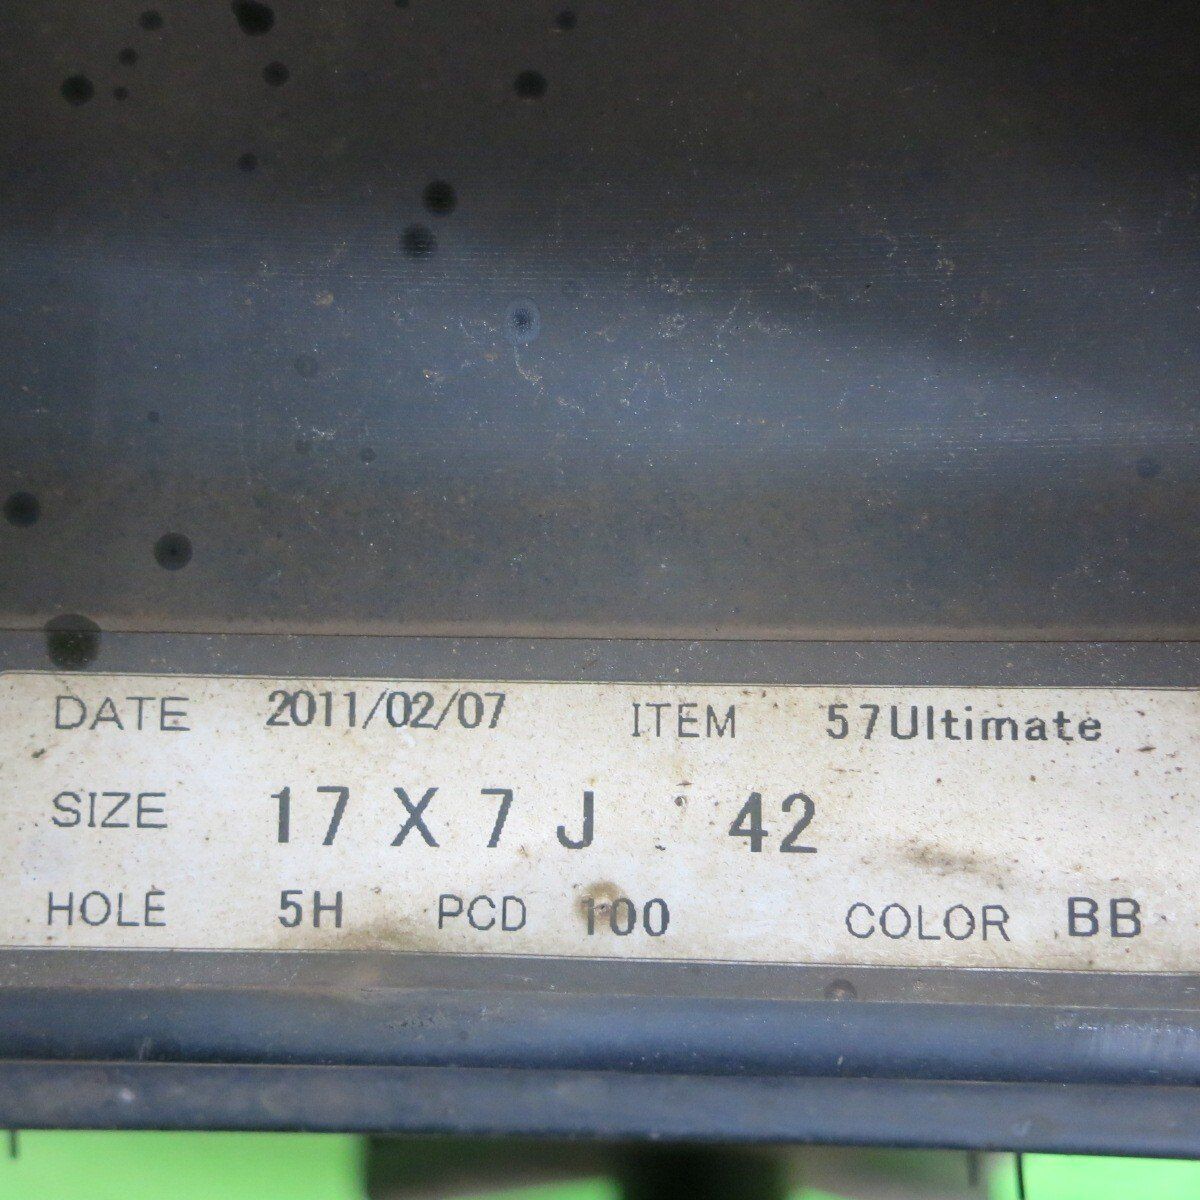 DATE 2011/02/07 ITEM 57Ultimate
SIZE 17 X 7 J 42
HOLE 5H PCD 100 COLOR BB